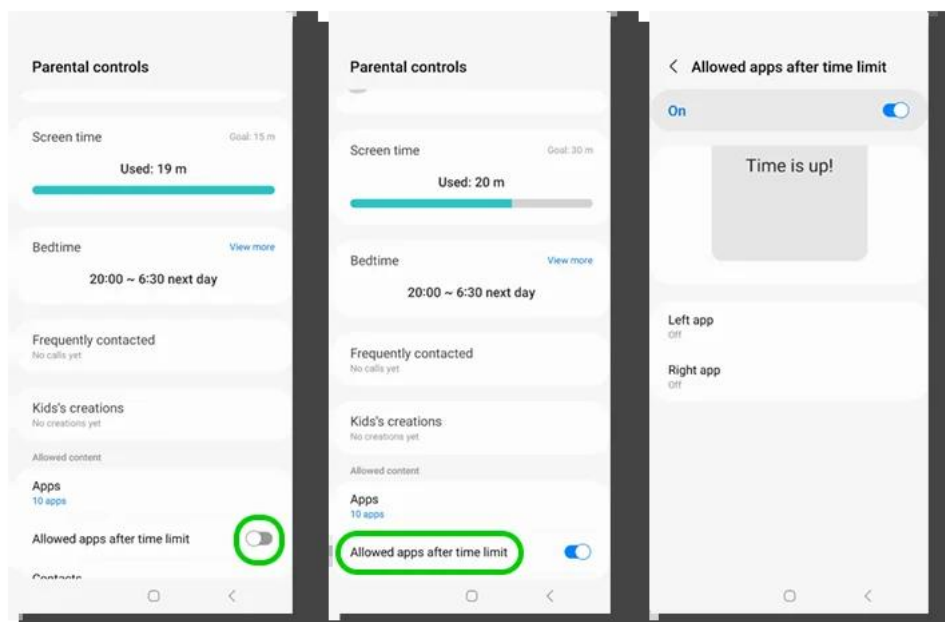 Parental controls
Screen time
Goal: 15 m
Used: 19 m
Bedtime
View more
20:00 ~ 6:30 next day
Frequently contacted
No calls yet
Kids's creations
No creations yet
Allowed content
Apps
10 apps
Allowed apps after time limit
Contacts
Parental controls
Screen time
Goal: 30 m
Used: 20 m
Bedtime
View more
20:00 ~ 6:30 next day
Frequently contacted
No calls yet
Kids's creations
No creations yet
Allowed content
Apps
10 apps
Allowed apps after time limit
Allowed apps after time limit
On
Time is up!
Left app
Off
Right app
Off